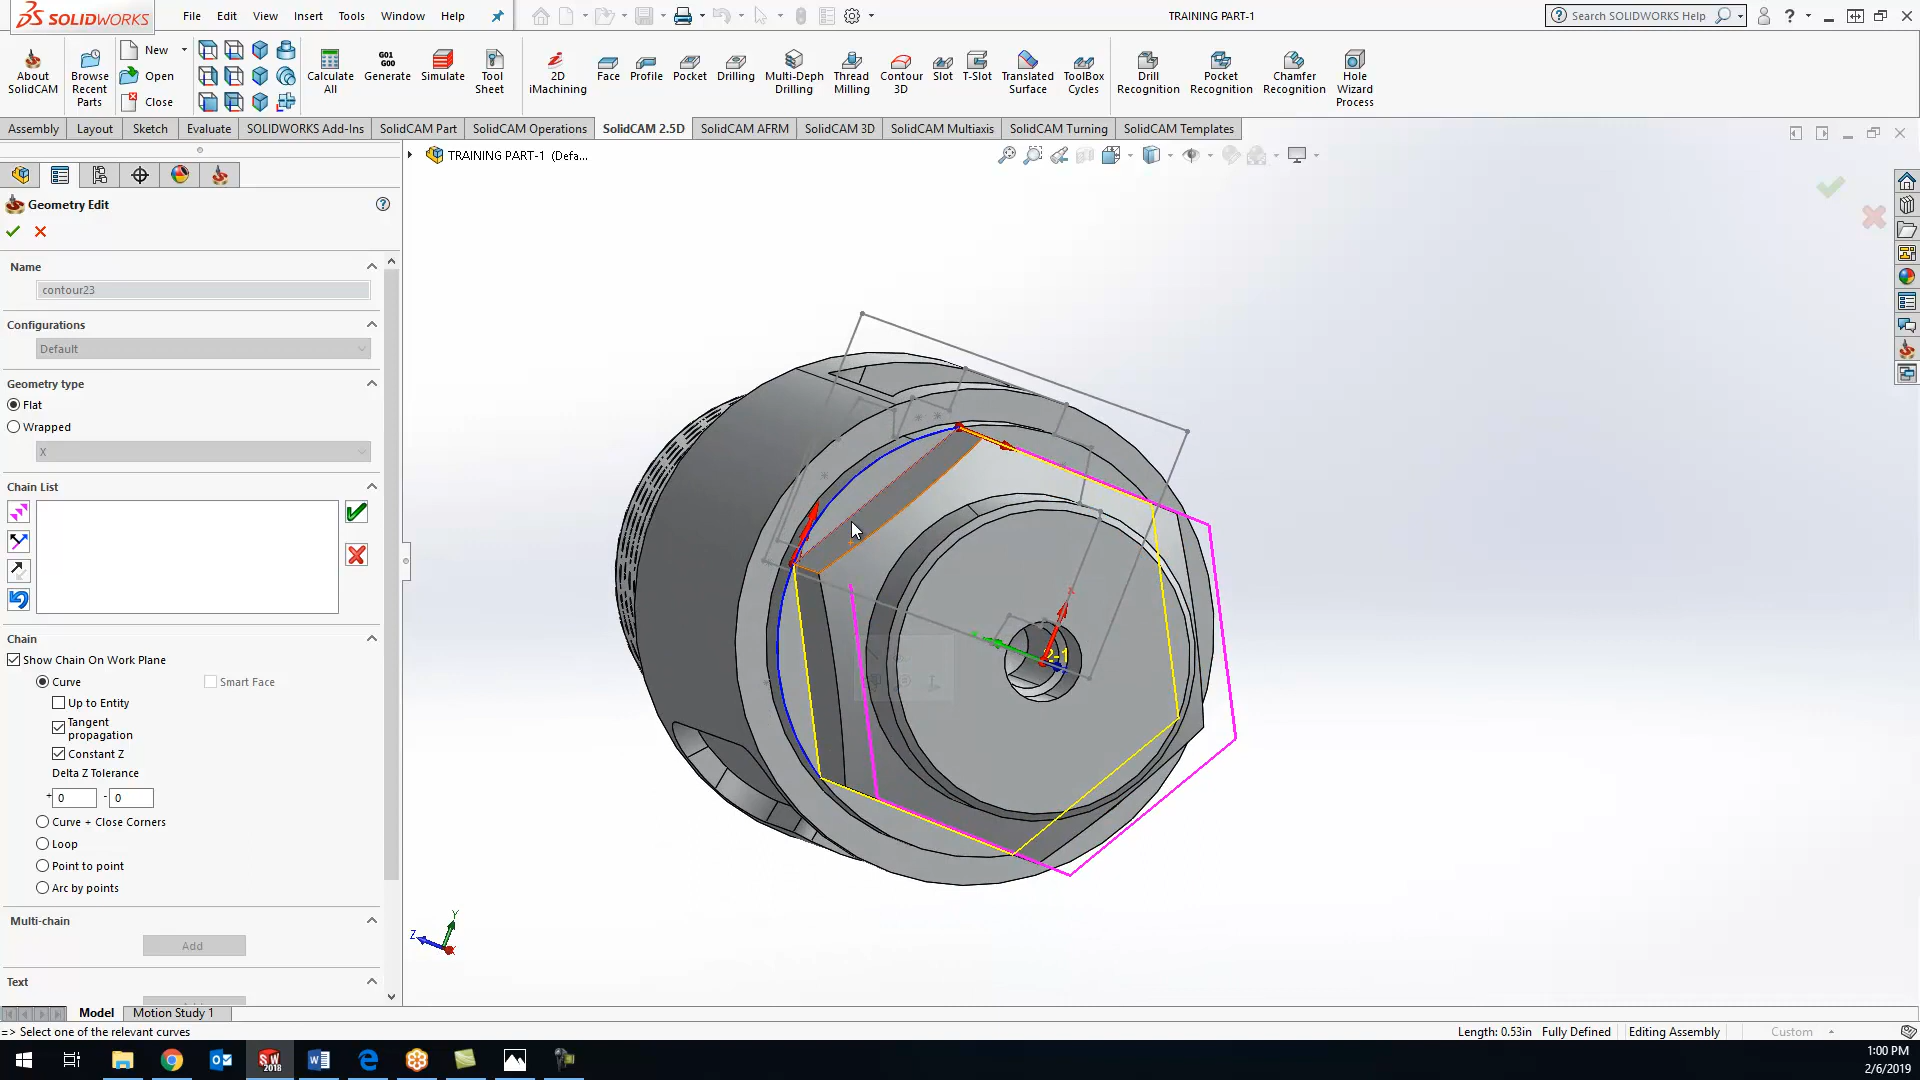 SOLIDWORKS
File Edit View Insert Tools Window Help
TRAINING PART-1
Search SOLIDWORKS Help
About SolidCAM
Browse Recent Parts
New
Open
Close
Calculate All
G01 G00
Generate
Simulate
Tool Sheet
2D iMachining
Face
Profile
Pocket
Drilling
Multi-Deph Drilling
Thread Milling
Contour 3D
Slot
T-Slot
Translated Surface
ToolBox Cycles
Drill Recognition
Pocket Recognition
Chamfer Recognition
Hole Wizard Process
Assembly Layout Sketch Evaluate SOLIDWORKS Add-Ins SolidCAM Part SolidCAM Operations SolidCAM 2.5D SolidCAM AFRM SolidCAM 3D SolidCAM Multiaxis SolidCAM Turning SolidCAM Templates
TRAINING PART-1 (Defa...
Geometry Edit
Name
contour23
Configurations
Default
Geometry type
Flat
Wrapped
X
Chain List
Chain
Show Chain On Work Plane
Curve Smart Face
Up to Entity
Tangent
propagation
Constant Z
Delta Z Tolerance
+ 0 - 0
Curve + Close Corners
Loop
Point to point
Arc by points
Multi-chain
Add
Text
2-1
Y
Z
Model Motion Study 1
=> Select one of the relevant curves
Length: 0.53in Fully Defined Editing Assembly Custom
SW 2018
1:00 PM
2/6/2019